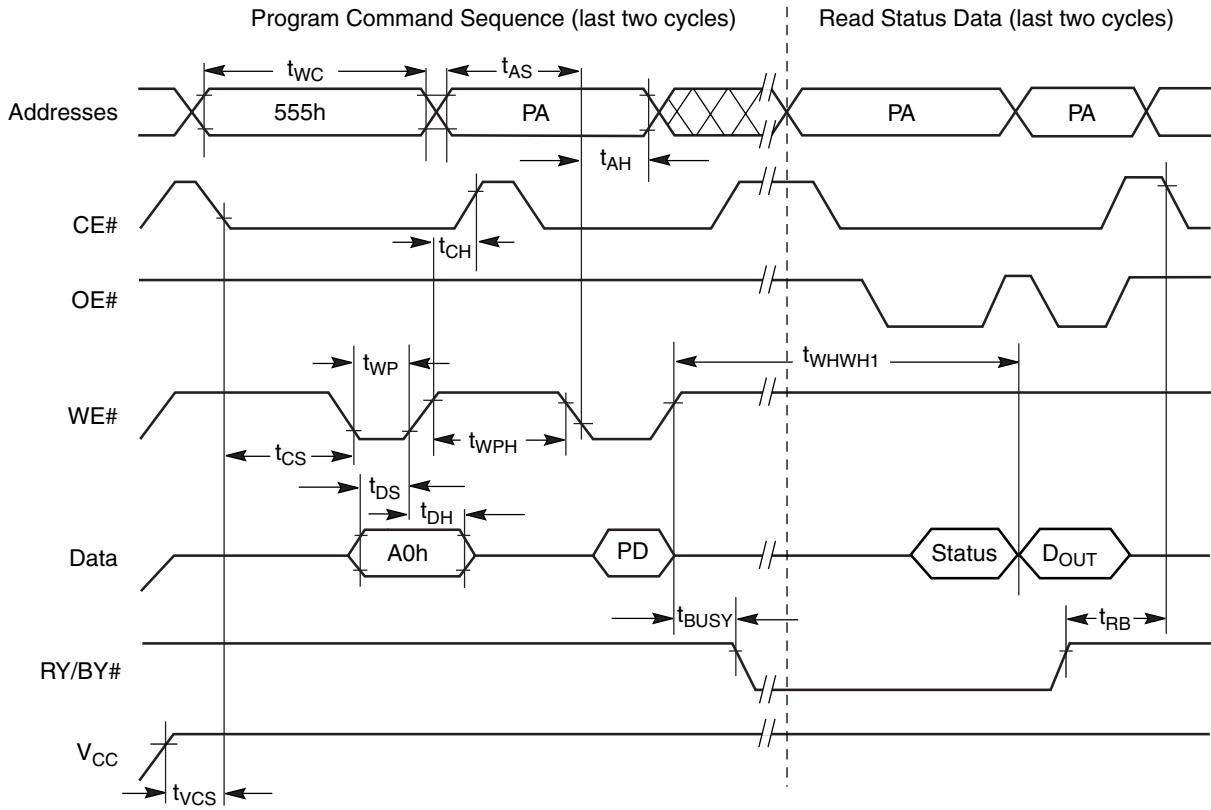 Program Command Sequence (last two cycles)
Read Status Data (last two cycles)
tWC
tAS
Addresses
555h
PA
PA
PA
tAH
CE#
tCH
OE#
tWP
tWHWH1
WE#
tCS
tWPH
tDS
tDH
Data
A0h
PD
Status
DOUT
tBUSY
tRB
RY/BY#
VCC
tVCS